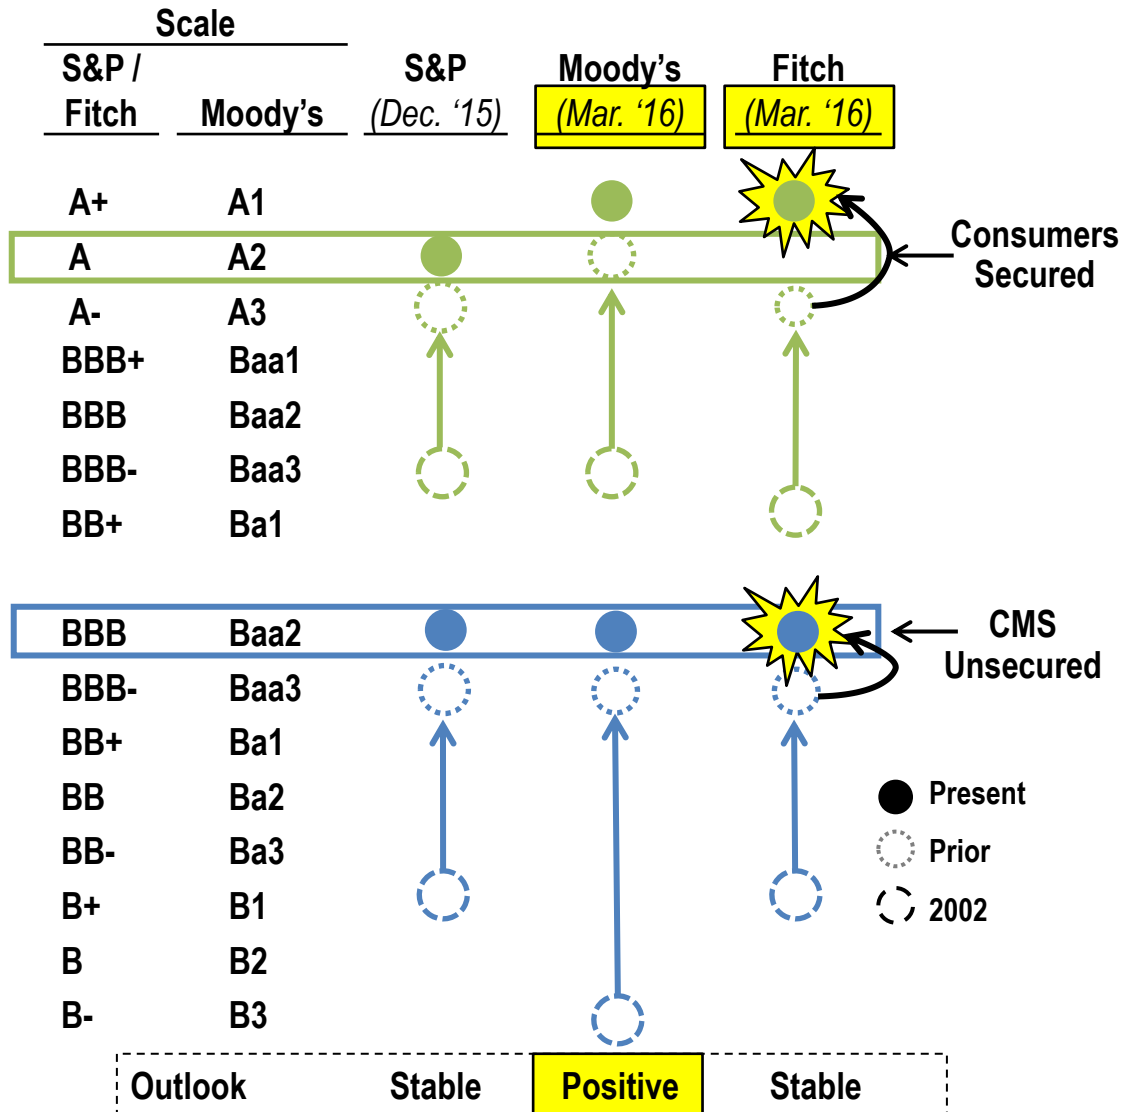 Scale
S&P / Fitch Moody's S&P (Dec. ‘15) Moody’s (Mar. ‘16) Fitch (Mar. ‘16)
A+ A1
A A2
Consumers Secured
A- A3
BBB+ Baa1
BBB Baa2
BBB- Baa3
BB+ Ba1
BBB Baa2
CMS Unsecured
BBB- Baa3
BB+ Ba1
BB Ba2
Present
BB- Ba3
Prior
B+ B1
2002
B B2
B- B3
Outlook Stable Positive Stable